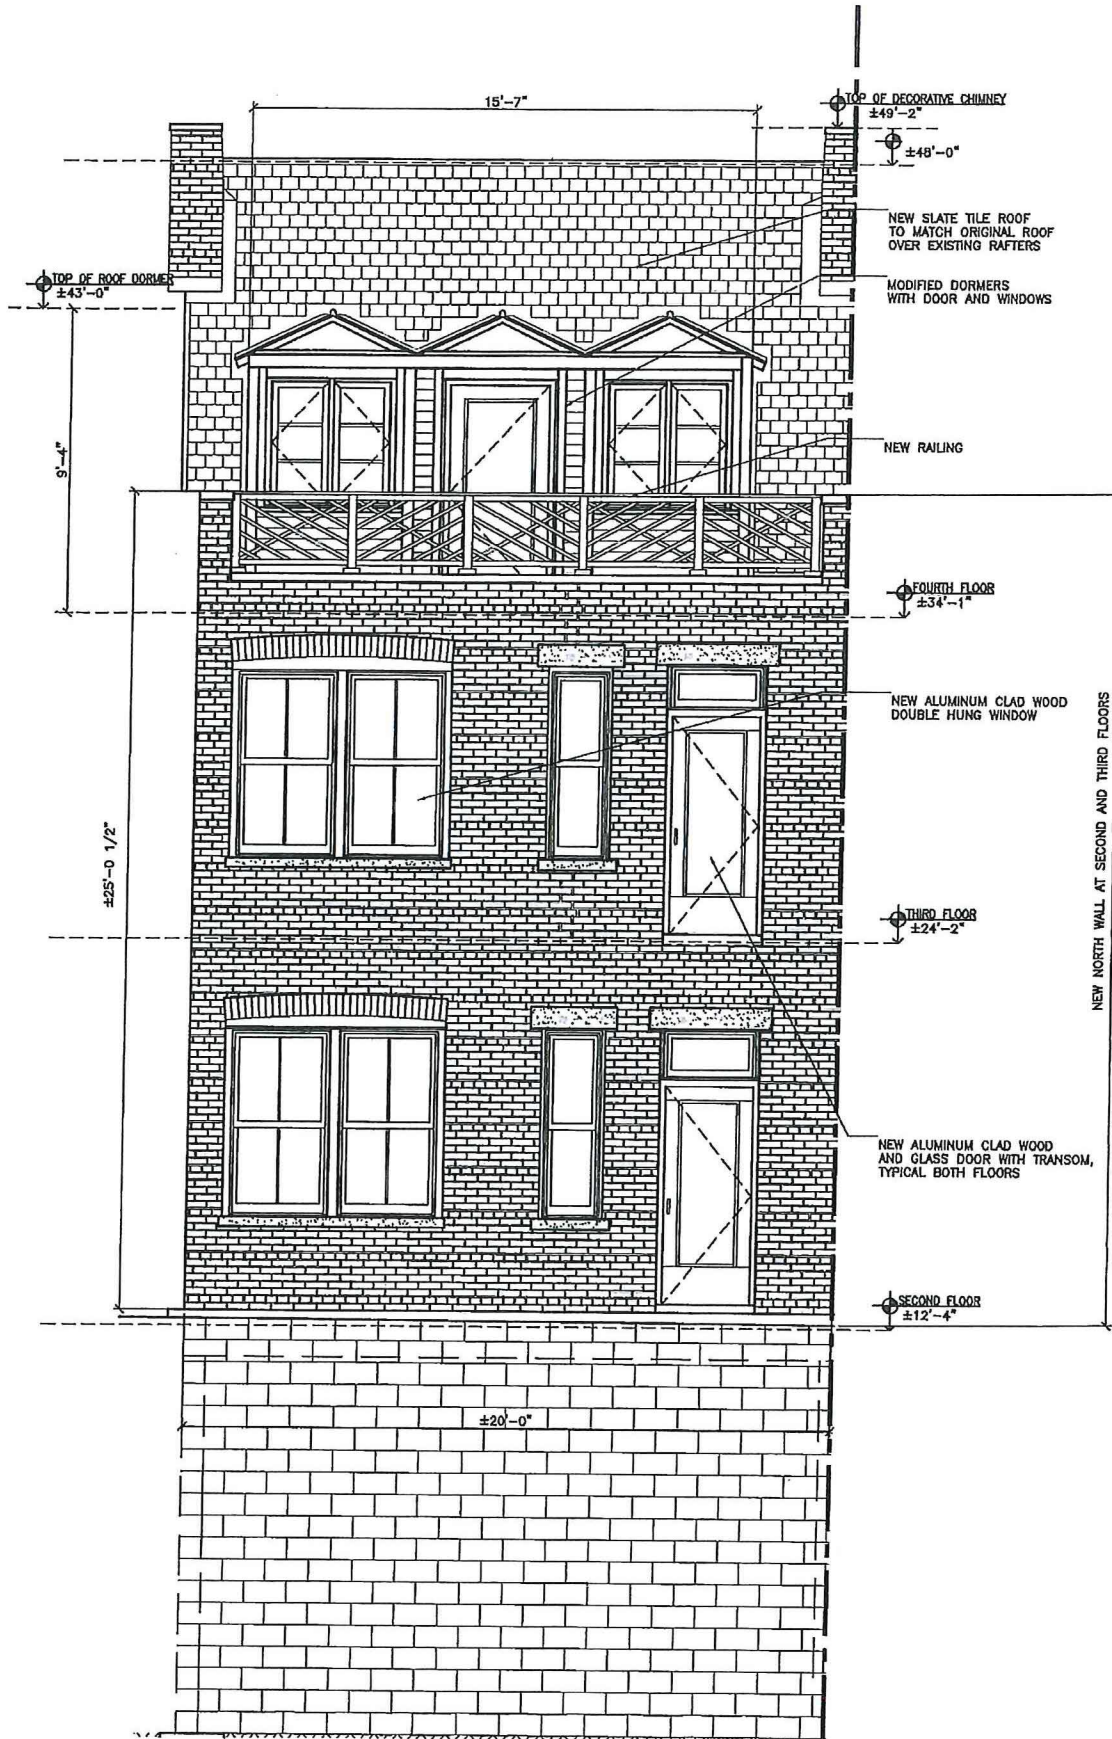 15'-7"
TOP OF DECORATIVE CHIMNEY
±49'-2"
±48'-0"
NEW SLATE TILE ROOF
TO MATCH ORIGINAL ROOF
OVER EXISTING RAFTERS
TOP OF ROOF DORMER
±43'-0"
MODIFIED DORMERS
WITH DOOR AND WINDOWS
9'-4"
NEW RAILING
FOURTH FLOOR
±34'-1"
NEW ALUMINUM CLAD WOOD
DOUBLE HUNG WINDOW
±25'-0 1/2"
NEW NORTH WALL AT SECOND AND THIRD FLOORS
THIRD FLOOR
±24'-2"
NEW ALUMINUM CLAD WOOD
AND GLASS DOOR WITH TRANSOM,
TYPICAL BOTH FLOORS
SECOND FLOOR
±12'-4"
±20'-0"